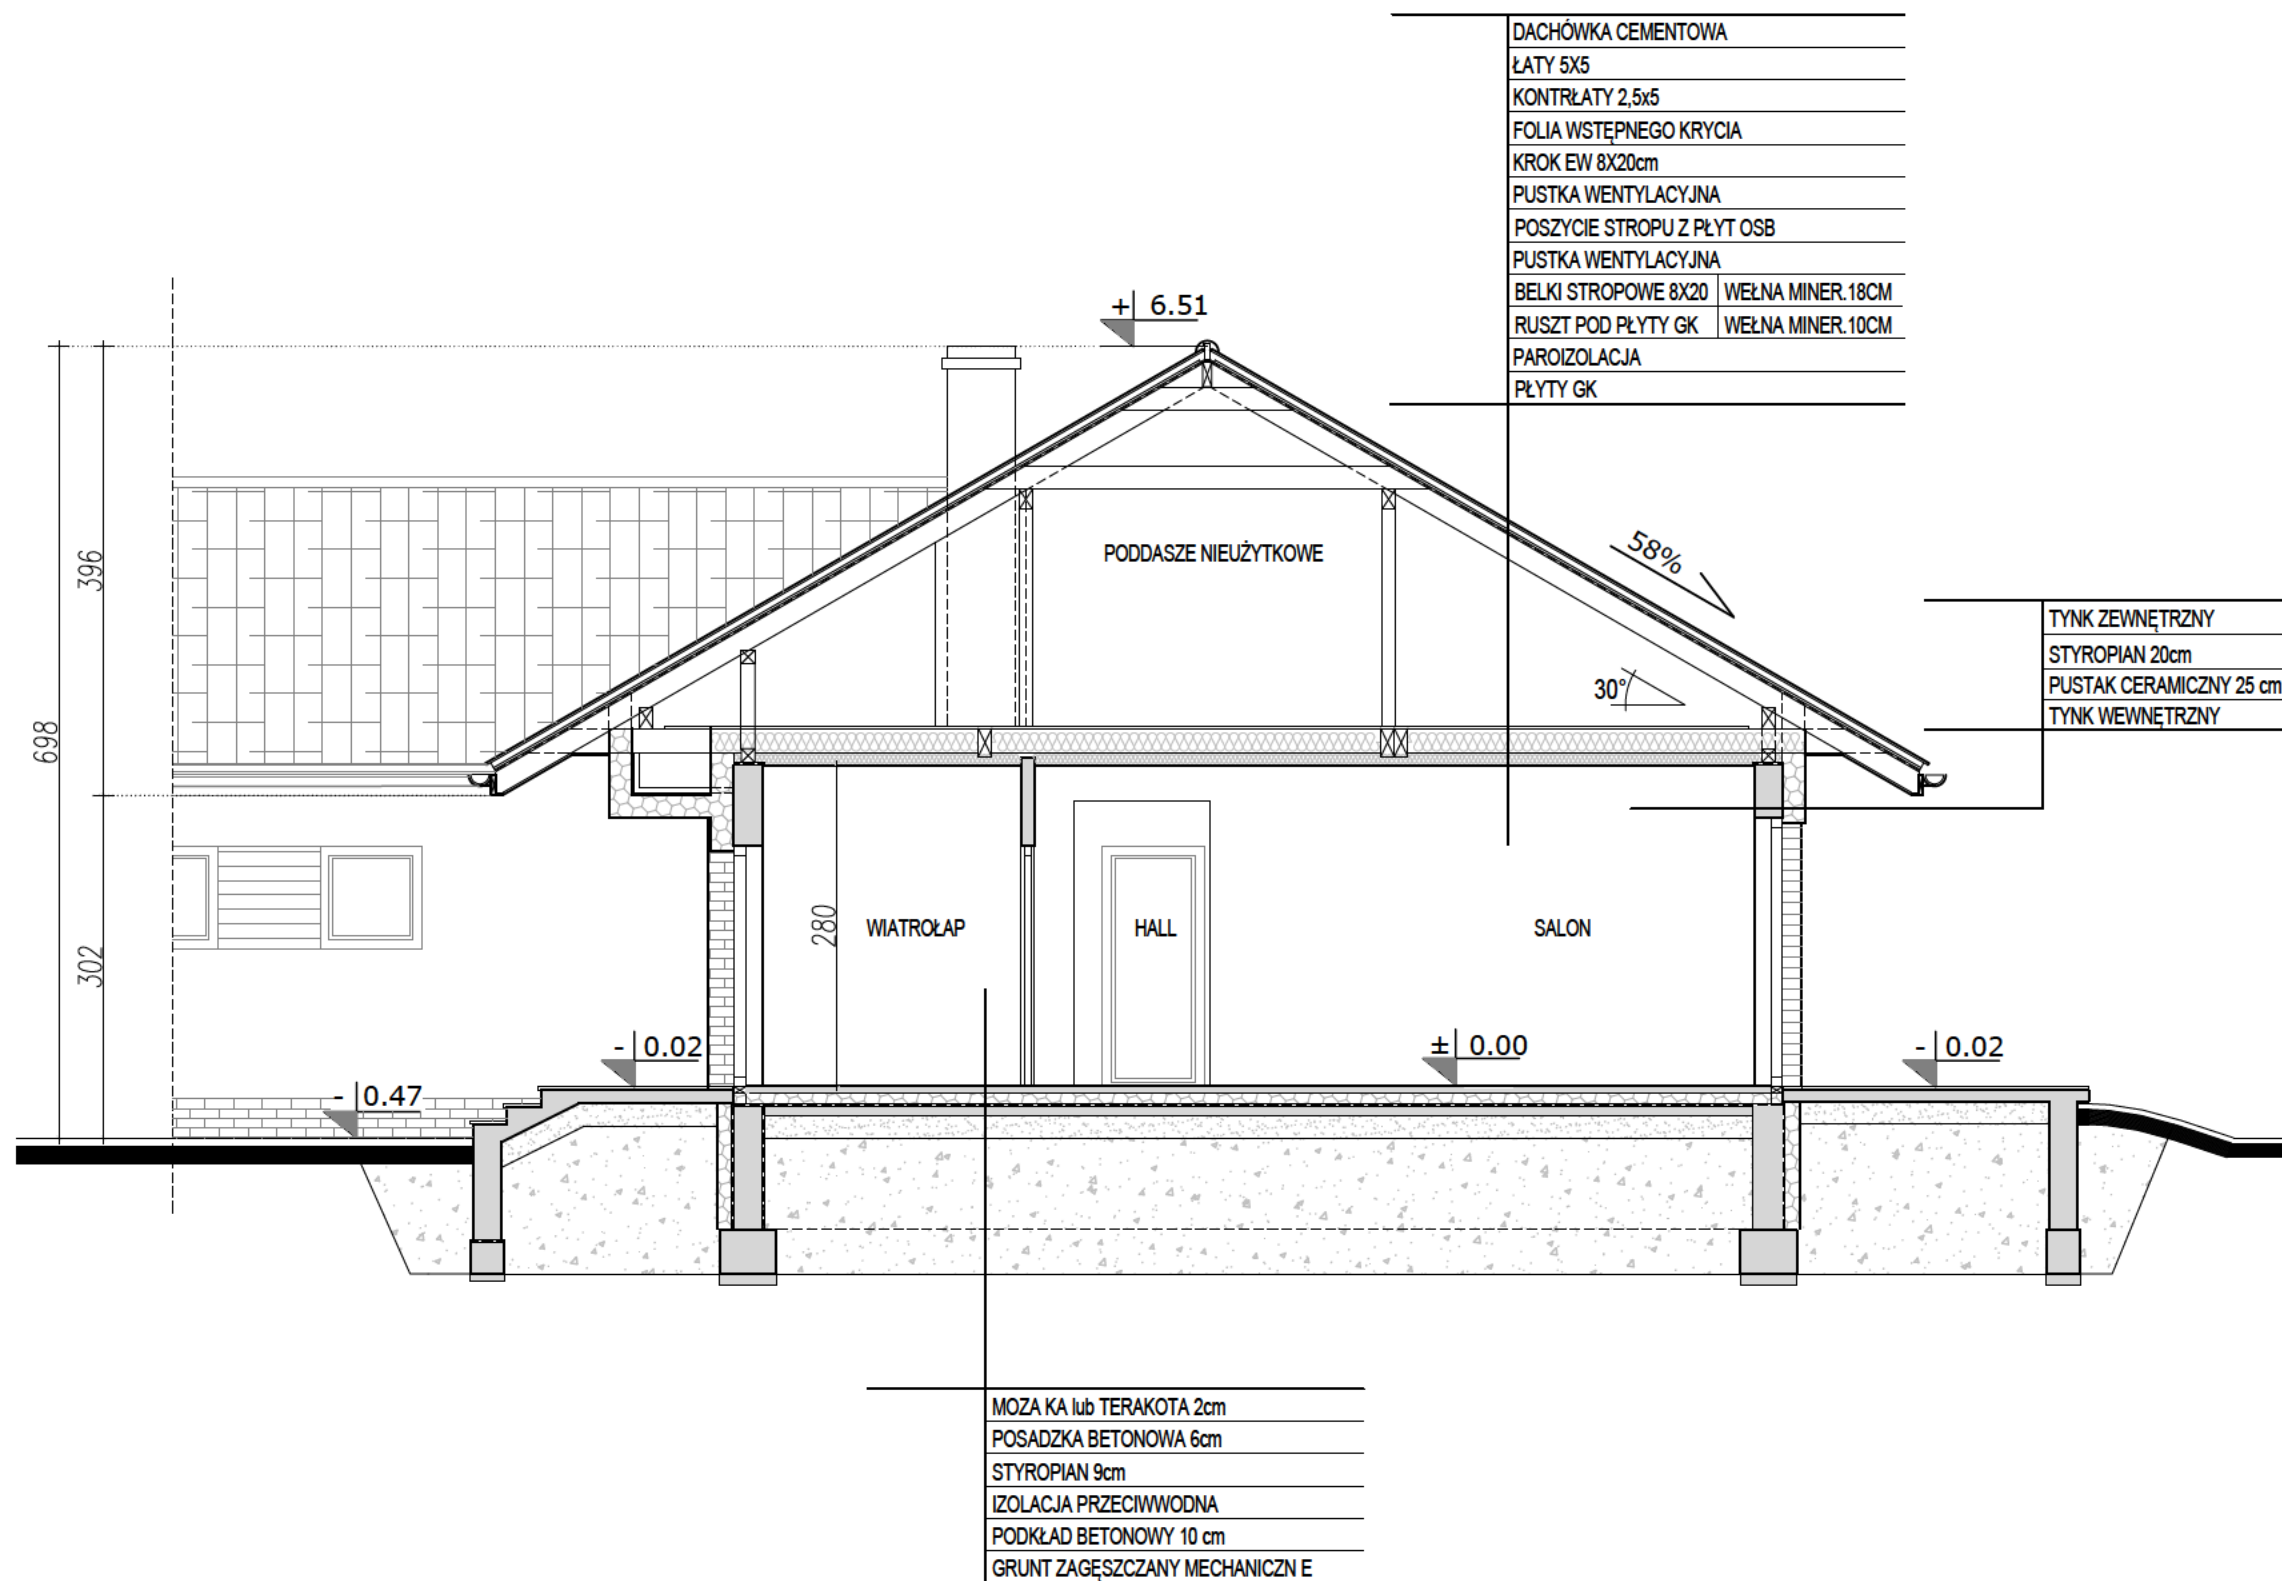 DACHÓWKA CEMENTOWA
ŁATY 5X5
KONTRŁATY 2,5x5
FOLIA WSTĘPNEGO KRYCIA
KROK EW 8X20cm
PUSTKA WENTYLACYJNA
POSZYCIE STROPU Z PŁYT OSB
PUSTKA WENTYLACYJNA
BELKI STROPOWE 8X20 WEŁNA MINER.18CM
RUSZT POD PŁYTY GK WEŁNA MINER.10CM
PAROIZOLACJA
PŁYTY GK
+ 6.51
396
698
302
PODDASZE NIEUŻYTKOWE
58%
30°
TYNK ZEWNĘTRZNY
STYROPIAN 20cm
PUSTAK CERAMICZNY 25 cm
TYNK WEWNĘTRZNY
280
WIATROŁAP
HALL
SALON
- 0.02
± 0.00
- 0.02
- 0.47
MOZA KA lub TERAKOTA 2cm
POSADZKA BETONOWA 6cm
STYROPIAN 9cm
IZOLACJA PRZECIWWODNA
PODKŁAD BETONOWY 10 cm
GRUNT ZAGĘSZCZANY MECHANICZN E